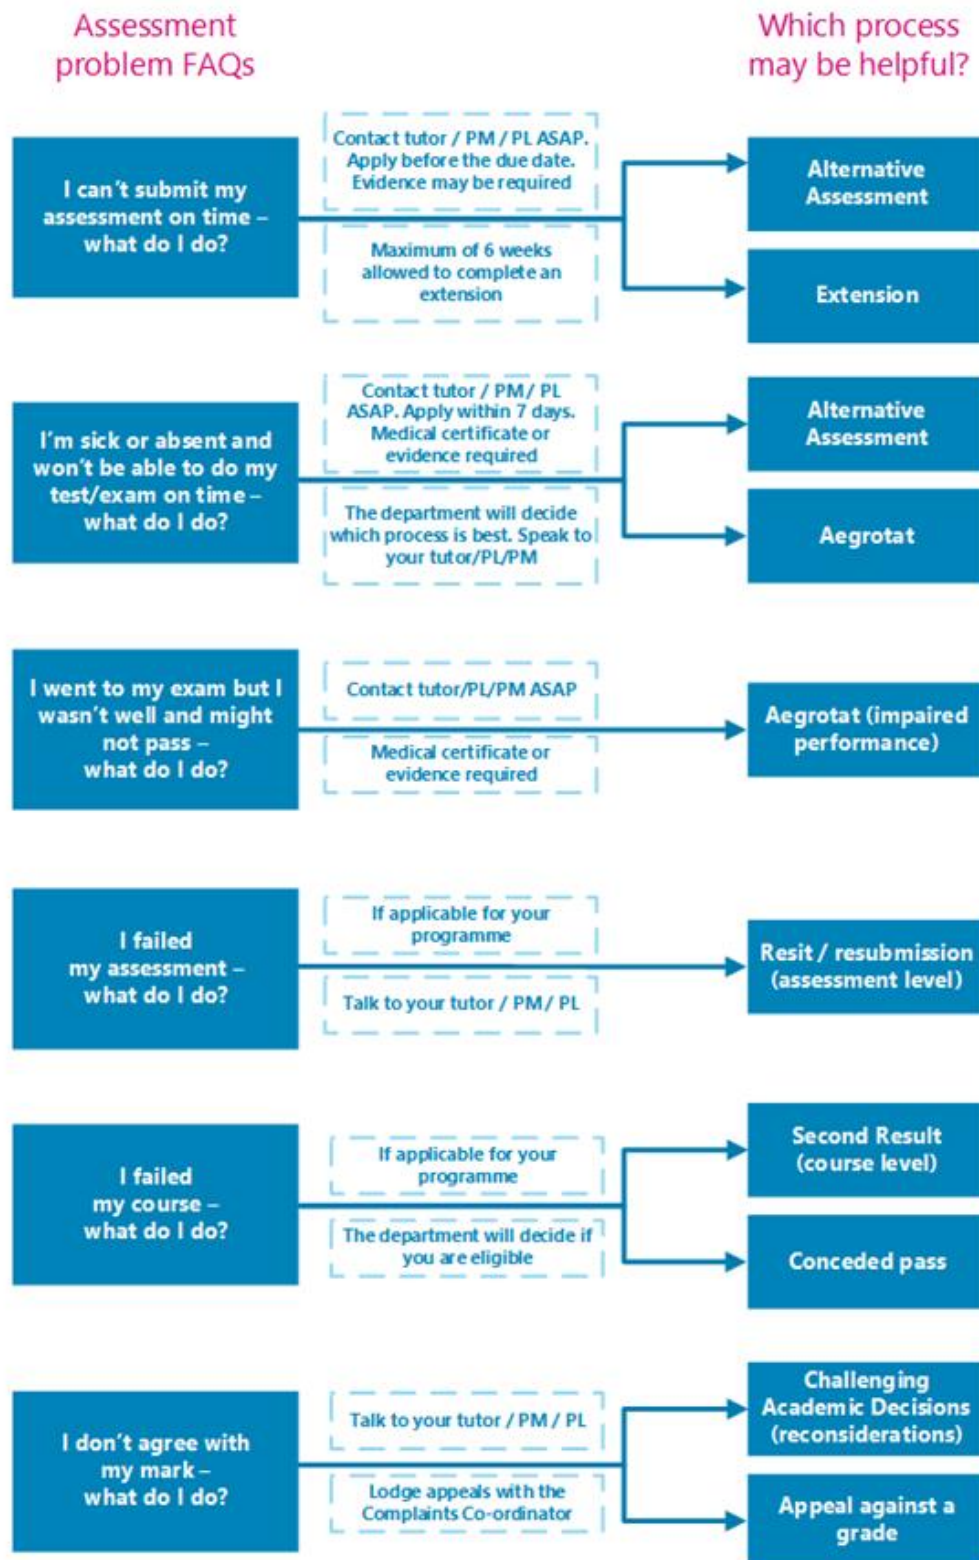 Assessment
problem FAQs
Which process
may be helpful?
I can't submit my
assessment on time –
what do I do?
Contact tutor / PM / PL ASAP.
Apply before the due date.
Evidence may be required
Maximum of 6 weeks
allowed to complete an
extension
Alternative
Assessment
Extension
I'm sick or absent and
won't be able to do my
test/exam on time –
what do I do?
Contact tutor / PM/ PL
ASAP. Apply within 7 days.
Medical certificate or
evidence required
The department will decide
which process is best. Speak to
your tutor/PL/PM
Alternative
Assessment
Aegrotat
I went to my exam but I
wasn't well and might
not pass –
what do I do?
Contact tutor/PL/PM ASAP
Medical certificate or
evidence required
Aegrotat (impaired
performance)
I failed
my assessment –
what do I do?
If applicable for your
programme
Talk to your tutor / PM/ PL
Resit / resubmission
(assessment level)
I failed
my course –
what do I do?
If applicable for your
programme
The department will decide if
you are eligible
Second Result
(course level)
Conceded pass
I don't agree with
my mark –
what do I do?
Talk to your tutor / PM / PL
Lodge appeals with the
Complaints Co-ordinator
Challenging
Academic Decisions
(reconsiderations)
Appeal against a
grade